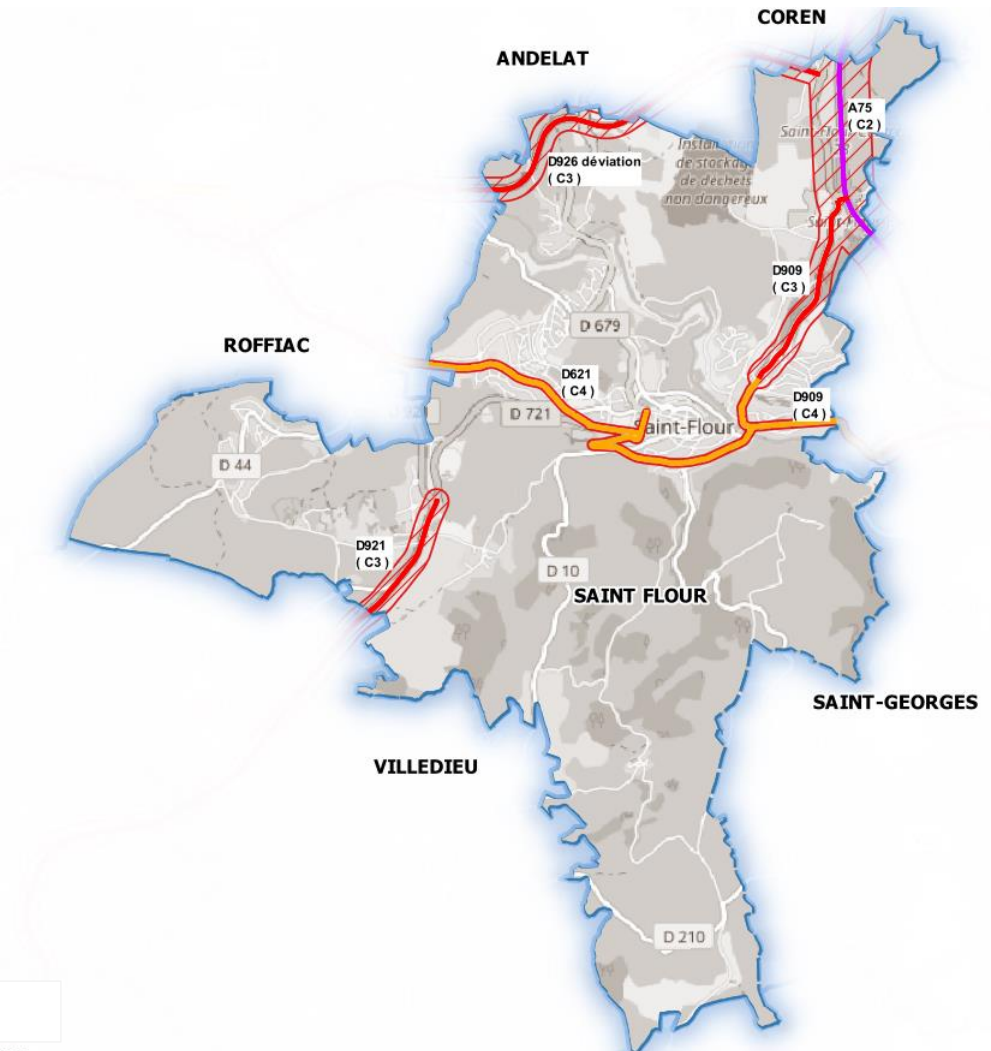 COREN
ANDELAT
A75
( C2 )
D926 déviation
( C3 )
de stockag
de déchets
non dangereux
D909
( C3 )
D 679
ROFFIAC
D621
( C4 )
D909
( C4 )
D 721
Saint-Flour
D 44
D921
( C3 )
D 10
SAINT FLOUR
SAINT-GEORGES
VILLEDIEU
D 210